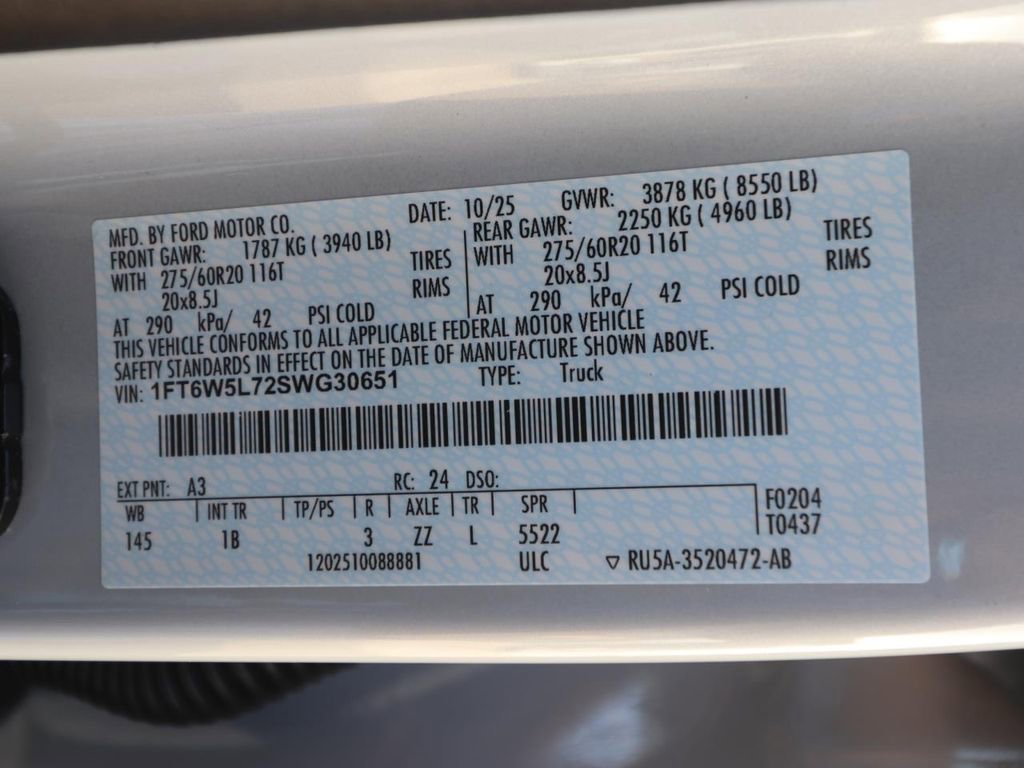 MFD. BY FORD MOTOR CO. DATE: 10/25 GVWR: 3878 KG ( 8550 LB)
FRONT GAWR: 1787 KG ( 3940 LB) REAR GAWR: 2250 KG ( 4960 LB)
WITH 275/60R20 116T TIRES WITH 275/60R20 116T TIRES
20x8.5J RIMS 20x8.5J RIMS
AT 290 kPa/ 42 PSI COLD AT 290 kPa/ 42 PSI COLD
THIS VEHICLE CONFORMS TO ALL APPLICABLE FEDERAL MOTOR VEHICLE
SAFETY STANDARDS IN EFFECT ON THE DATE OF MANUFACTURE SHOWN ABOVE.
VIN: 1FT6W5L72SWG30651 TYPE: Truck
EXT PNT: A3 RC: 24 DSO:
WB INT TR TP/PS R AXLE TR SPR F0204
145 1B 3 ZZ L 5522 T0437
1202510088881 ULC ▽ RU5A-3520472-AB